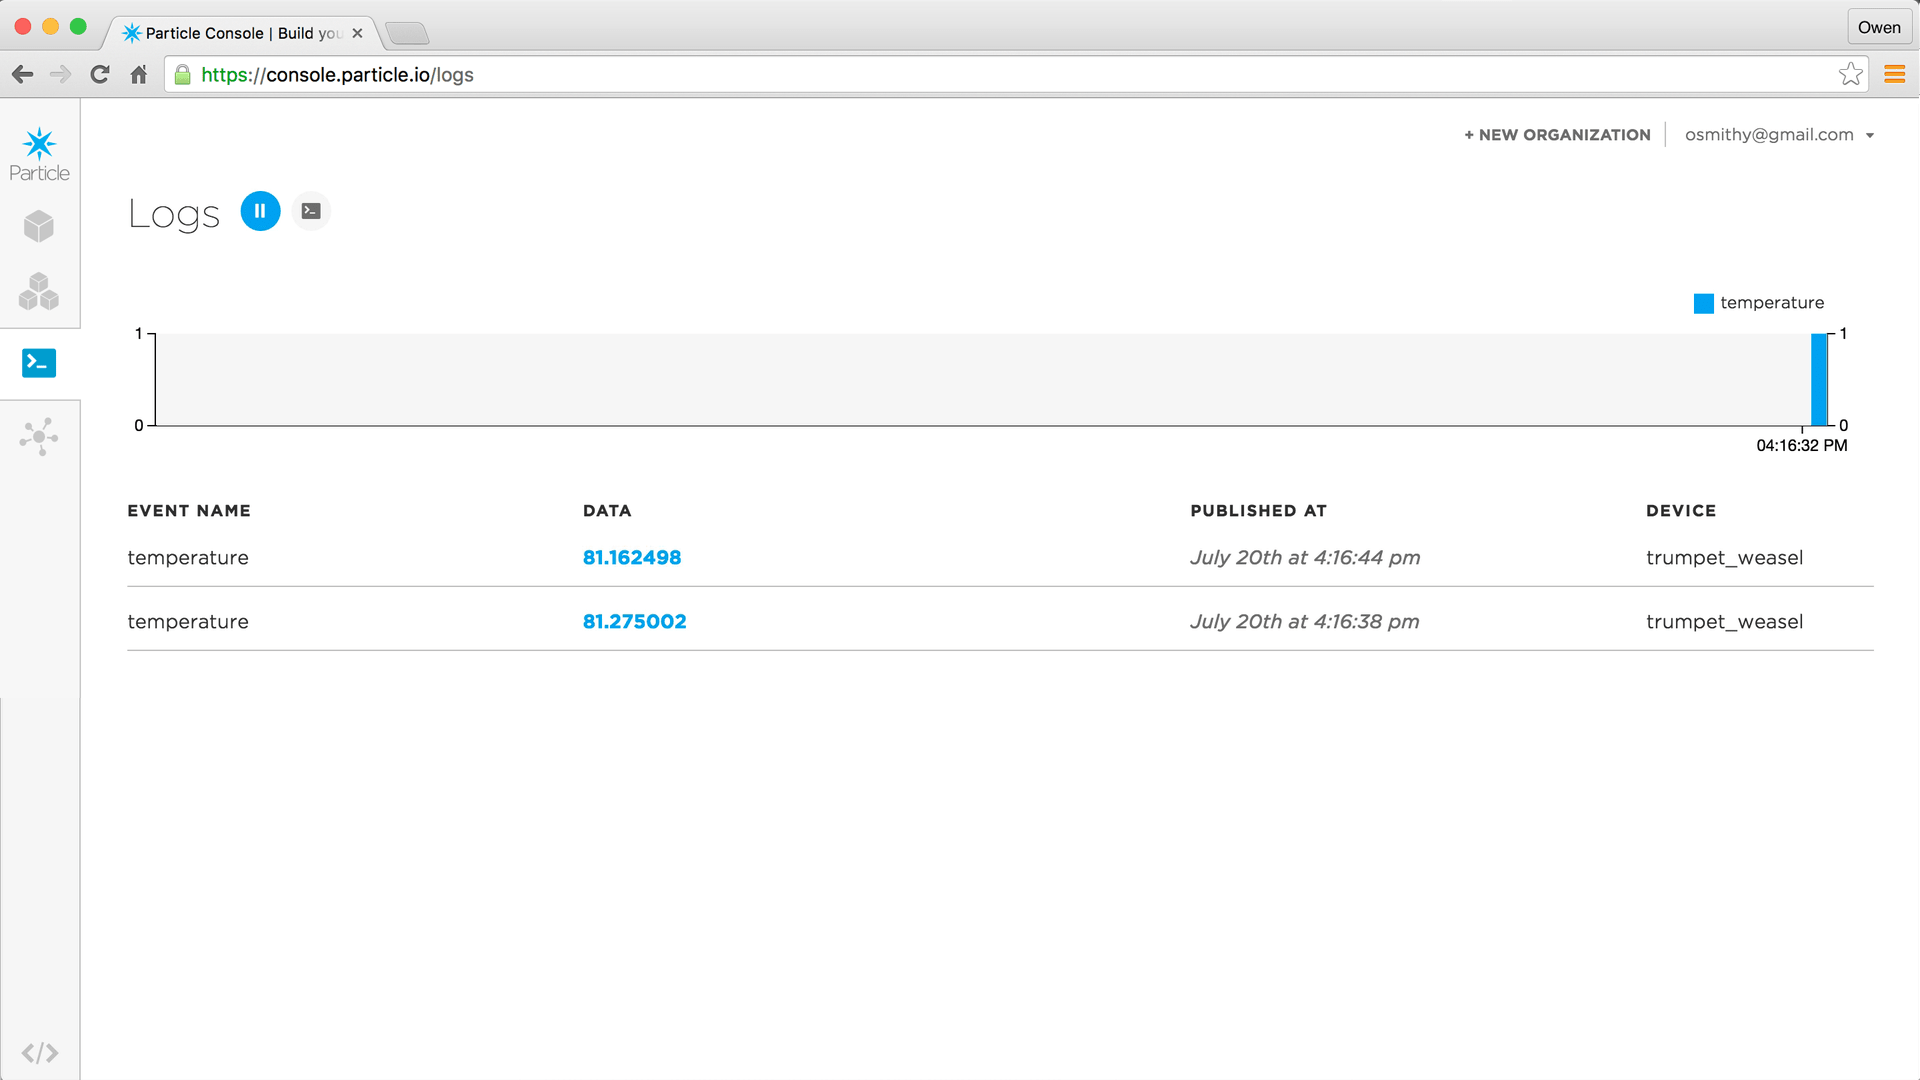 Particle Console | Build you
Owen
https://console.particle.io/logs
+ NEW ORGANIZATION
osmithy@gmail.com
Particle
Logs
temperature
1
1
0
0
04:16:32 PM
EVENT NAME DATA PUBLISHED AT DEVICE
temperature 81.162498 July 20th at 4:16:44 pm trumpet_weasel
temperature 81.275002 July 20th at 4:16:38 pm trumpet_weasel